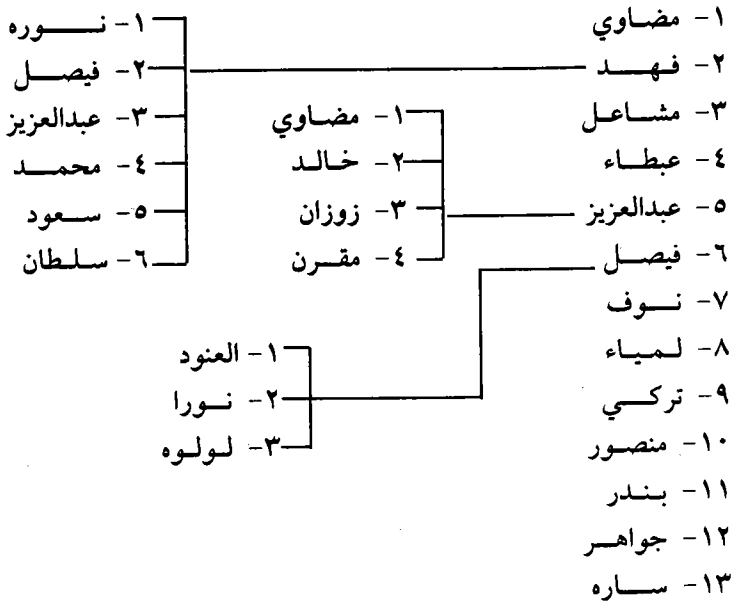 ١- مضاوي
٢- فهد
٣- مشاعل
٤- عبطاء
٥- عبدالعزيز
٦- فيصل
٧- نوف
٨- لمياء
٩- تركي
١٠- منصور
١١- بندر
١٢- جواهر
١٣- ساره
١- نوره
٢- فيصل
٣- عبدالعزيز
٤- محمد
٥- سعود
٦- سلطان
١- مضاوي
٢- خالد
٣- زوزان
٤- مقرن
١- العنود
٢- نورا
٣- لولوه